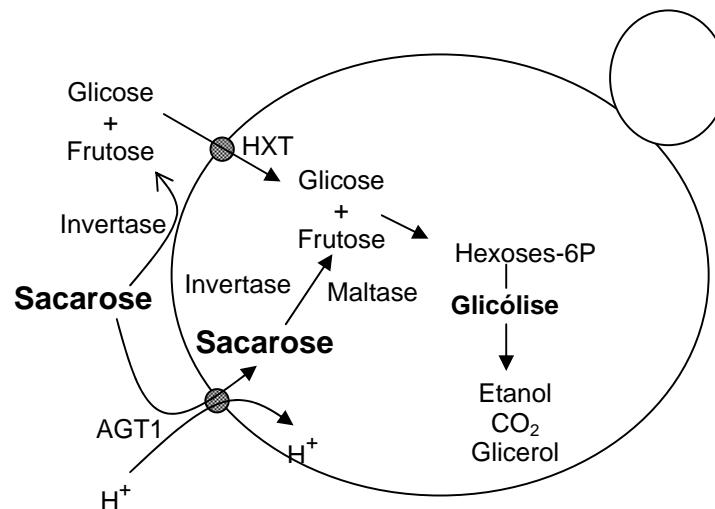 Glicose
+
Frutose
HXT
Glicose
+
Frutose
Invertase
Sacarose
Invertase
Maltase
Sacarose
Hexoses-6P
Glicólise
Etanol
CO₂
Glicerol
AGT1
H⁺
H⁺